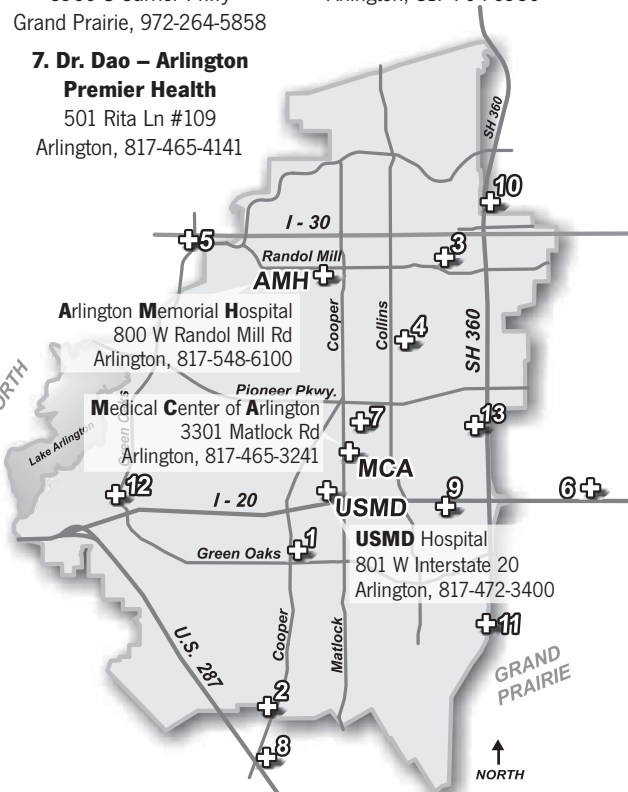 Grand Prairie, 972-264-5858
7. Dr. Dao – Arlington
Premier Health
501 Rita Ln #109
Arlington, 817-465-4141
SH 360
10
I - 30
5
3
Randol Mill
AMH
Arlington Memorial Hospital
800 W Randol Mill Rd
Arlington, 817-548-6100
Cooper
Collins
4
SH 360
Pioneer Pkwy.
Medical Center of Arlington
3301 Matlock Rd
Arlington, 817-465-3241
7
13
MCA
Lake Arlington
Green Oaks
12
I - 20
USMD
9
6
USMD Hospital
801 W Interstate 20
Arlington, 817-472-3400
Green Oaks
1
Cooper
Matlock
U.S. 287
11
GRAND
PRAIRIE
2
8
NORTH